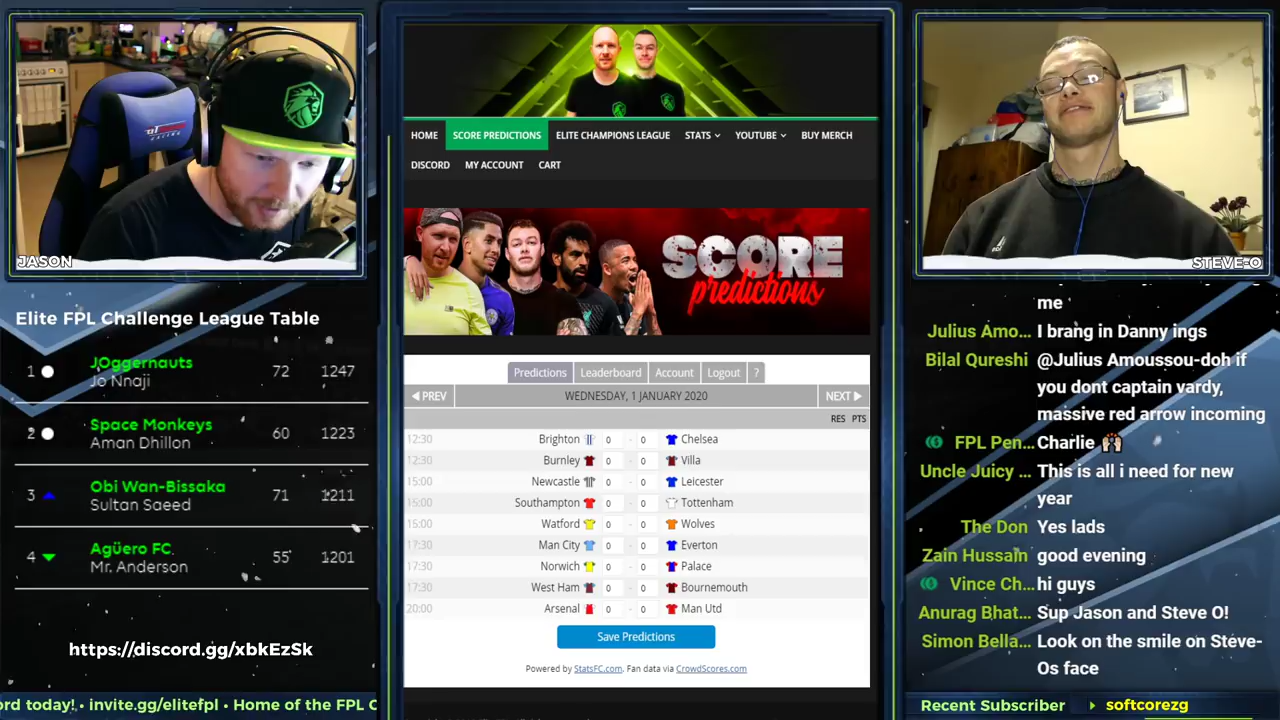 JASON
Elite FPL Challenge League Table
1 JOggernauts 72 1247
Jo Nnaji
2 Space Monkeys 60 1223
Aman Dhillon
3 Obi Wan-Bissaka 71 1211
Sultan Saeed
4 Agüero FC 55 1201
Mr. Anderson
https://discord.gg/xbkEzSk
ord today! • invite.gg/elitefpl • Home of the FPL C
HOME SCORE PREDICTIONS ELITE CHAMPIONS LEAGUE STATS YOUTUBE BUY MERCH
DISCORD MY ACCOUNT CART
SCORE
predictions
Predictions Leaderboard Account Logout ?
◀ PREV WEDNESDAY, 1 JANUARY 2020 NEXT ▶
RES PTS
12:30 Brighton 0 - 0 Chelsea
12:30 Burnley 0 - 0 Villa
15:00 Newcastle 0 - 0 Leicester
15:00 Southampton 0 - 0 Tottenham
15:00 Watford 0 - 0 Wolves
17:30 Man City 0 - 0 Everton
17:30 Norwich 0 - 0 Palace
17:30 West Ham 0 - 0 Bournemouth
20:00 Arsenal 0 - 0 Man Utd
Save Predictions
Powered by StatsFC.com. Fan data via CrowdScores.com
STEVE-O
me
Julius Amo... I brang in Danny ings
Bilal Qureshi @Julius Amoussou-doh if
you dont captain vardy,
massive red arrow incoming
FPL Pen... Charlie 🙌🏼
Uncle Juicy ... This is all i need for new
year
The Don Yes lads
Zain Hussain good evening
Vince Ch... hi guys
Anurag Bhat... Sup Jason and Steve O!
Simon Bella... Look on the smile on Steve-
Os face
Recent Subscriber softcorezg